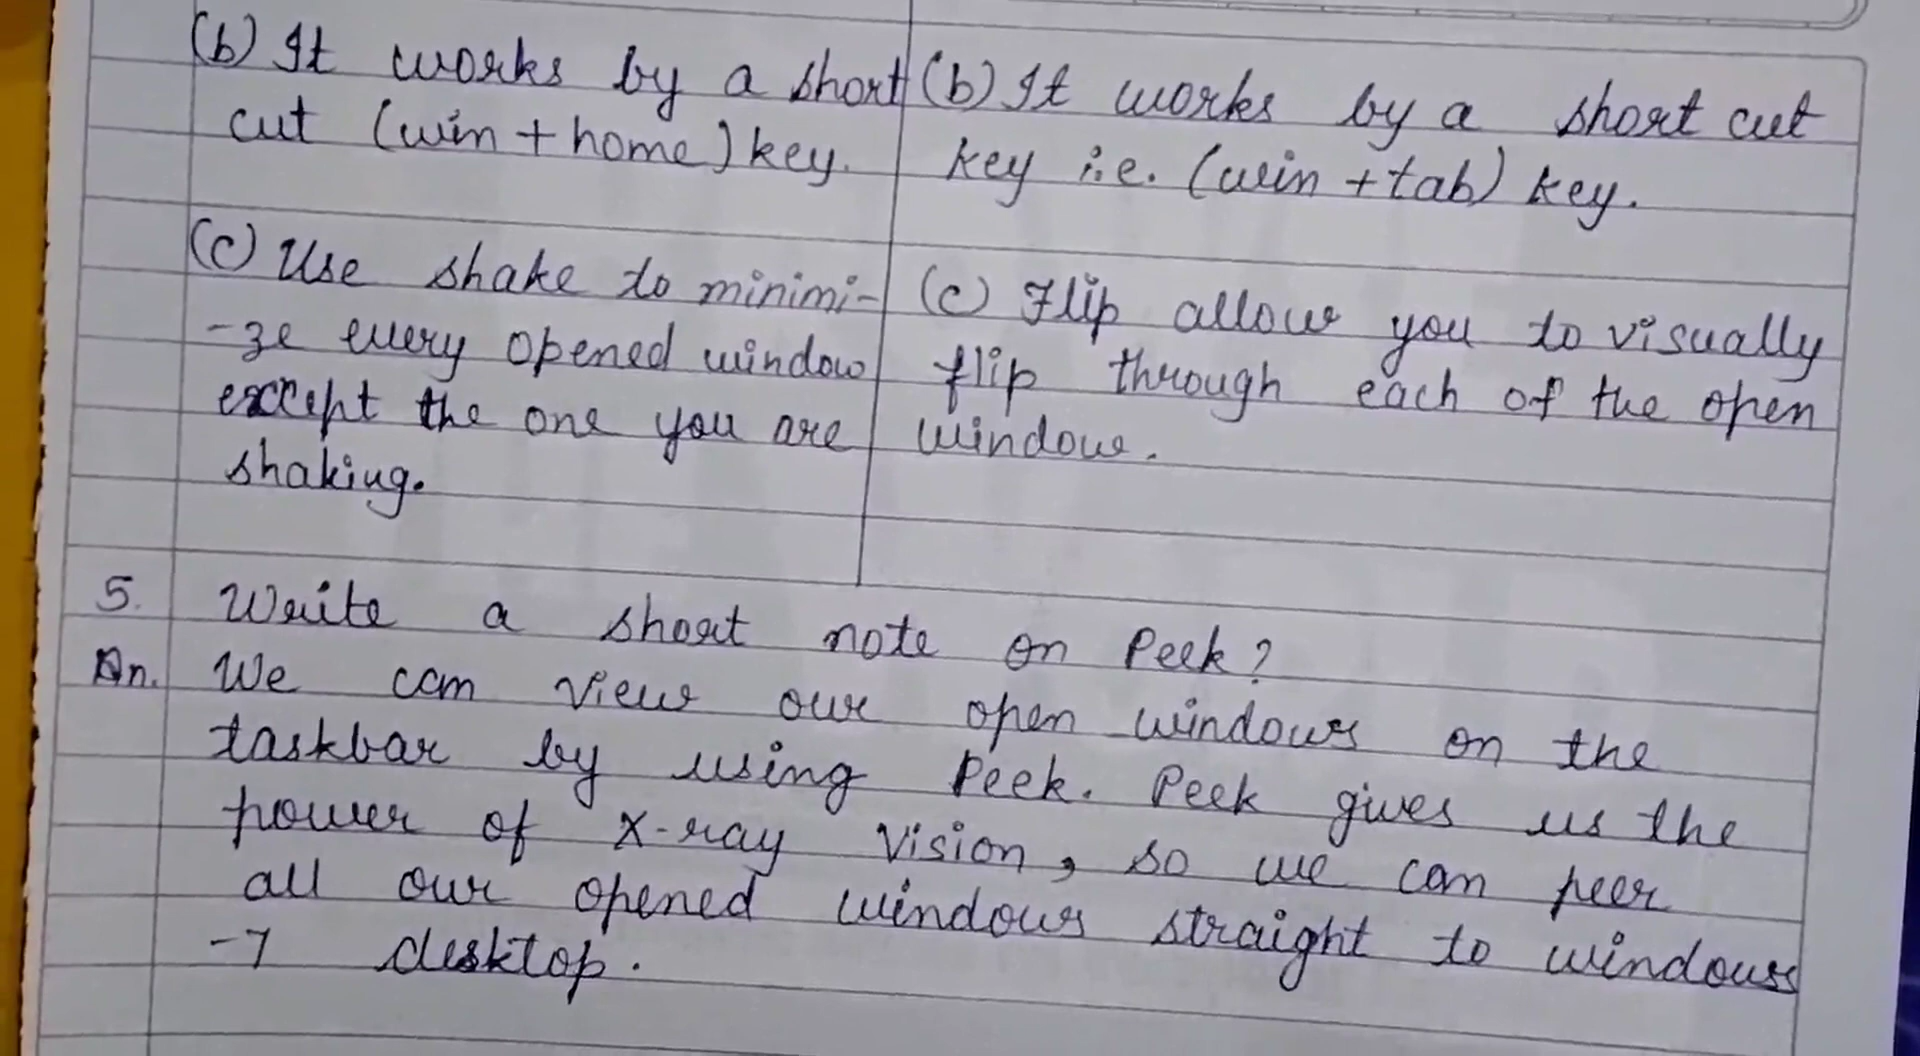 (b) It works by a short
cut (win + home) key.
(c) Use shake to minimi-
-ze every opened window
except the one you are
shaking.
(b) It works by a short cut
key i.e. (win + tab) key.
(c) Flip allow you to visually
flip through each of the open
window.
5. Write a short note on Peek?
An. We can view our open windows on the
taskbar by using Peek. Peek gives us the
power of X-ray vision, so we can peer
all our opened windows straight to windows
-7 desktop.